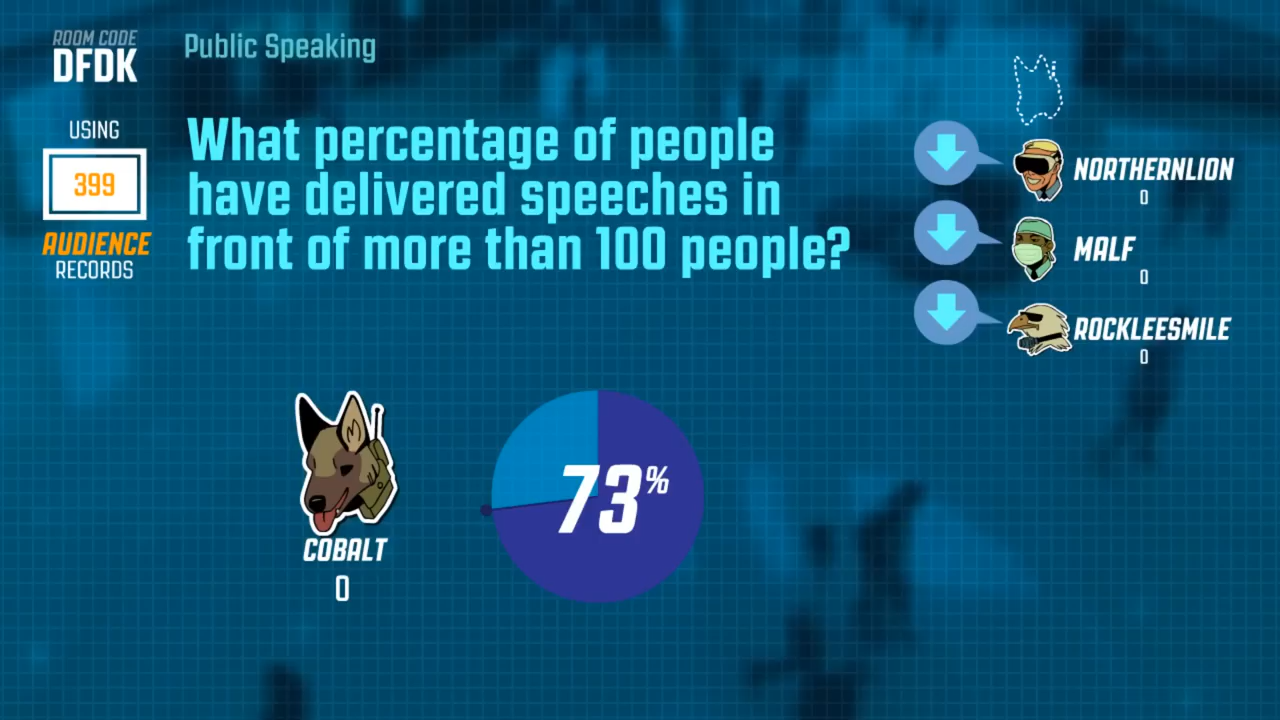 ROOM CODE
DFDK
Public Speaking
USING
399
AUDIENCE
RECORDS
What percentage of people
have delivered speeches in
front of more than 100 people?
NORTHERNLION
0
MALF
0
ROCKLEESMILE
0
COBALT
0
73%